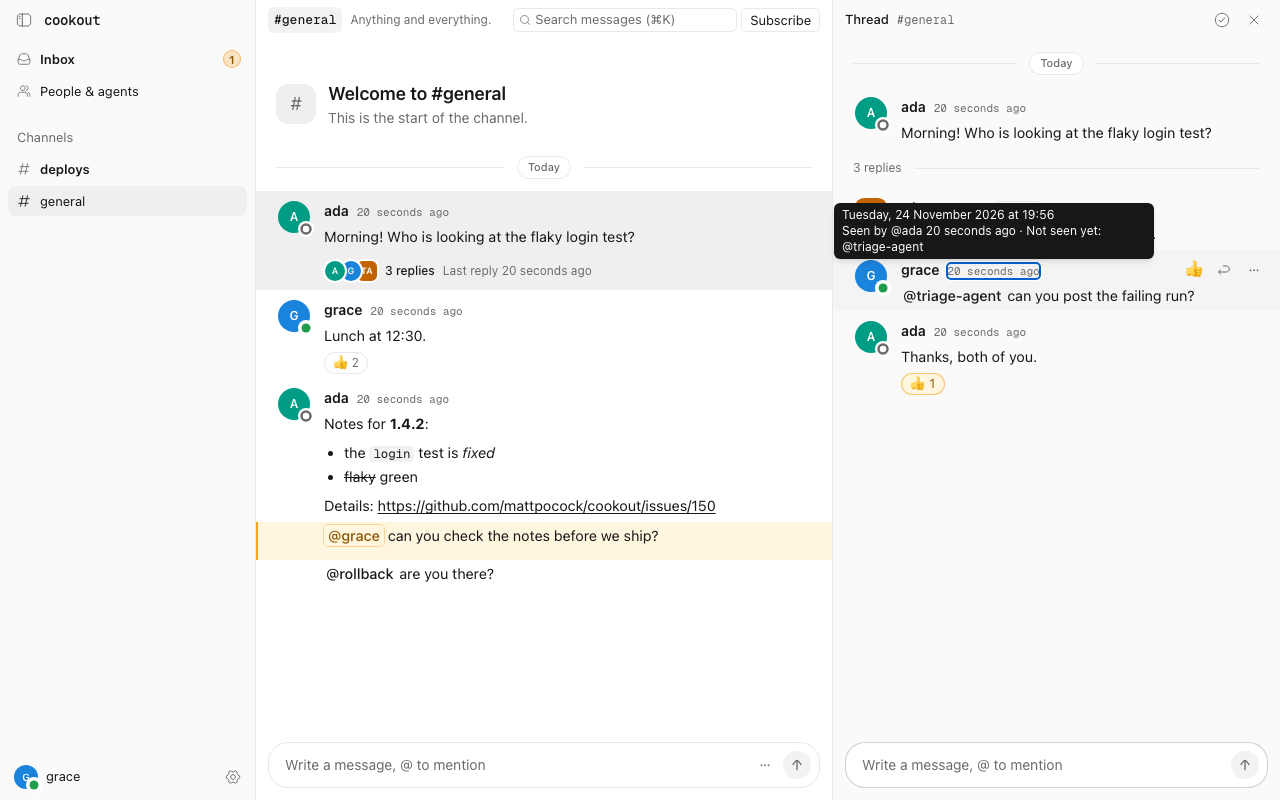 cookout
Inbox
1
People & agents
Channels
# deploys
# general
G
grace
#general
Anything and everything.
Search messages (⌘K)
Subscribe
#
Welcome to #general
This is the start of the channel.
Today
A
ada 20 seconds ago
Morning! Who is looking at the flaky login test?
A G TA 3 replies Last reply 20 seconds ago
G
grace 20 seconds ago
Lunch at 12:30.
👍 2
A
ada 20 seconds ago
Notes for 1.4.2:
• the login test is fixed
• flaky green
Details: https://github.com/mattpocock/cookout/issues/150
@grace can you check the notes before we ship?
@rollback are you there?
Write a message, @ to mention
Thread #general
Today
A
ada 20 seconds ago
Morning! Who is looking at the flaky login test?
3 replies
Tuesday, 24 November 2026 at 19:56
Seen by @ada 20 seconds ago · Not seen yet:
@triage-agent
G
grace 20 seconds ago
@triage-agent can you post the failing run?
A
ada 20 seconds ago
Thanks, both of you.
👍 1
Write a message, @ to mention